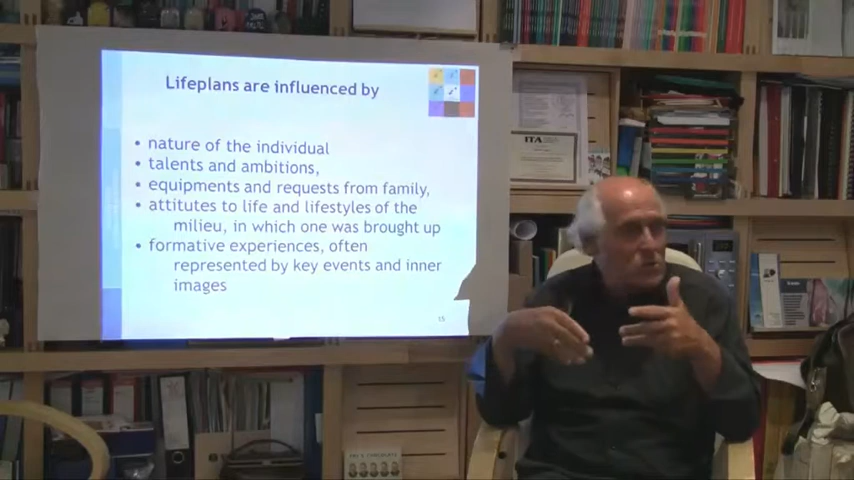 Lifeplans are influenced by
• nature of the individual
• talents and ambitions,
• equipments and requests from family,
• attitutes to life and lifestyles of the
milieu, in which one was brought up
• formative experiences, often
represented by key events and inner
images
15
ITA